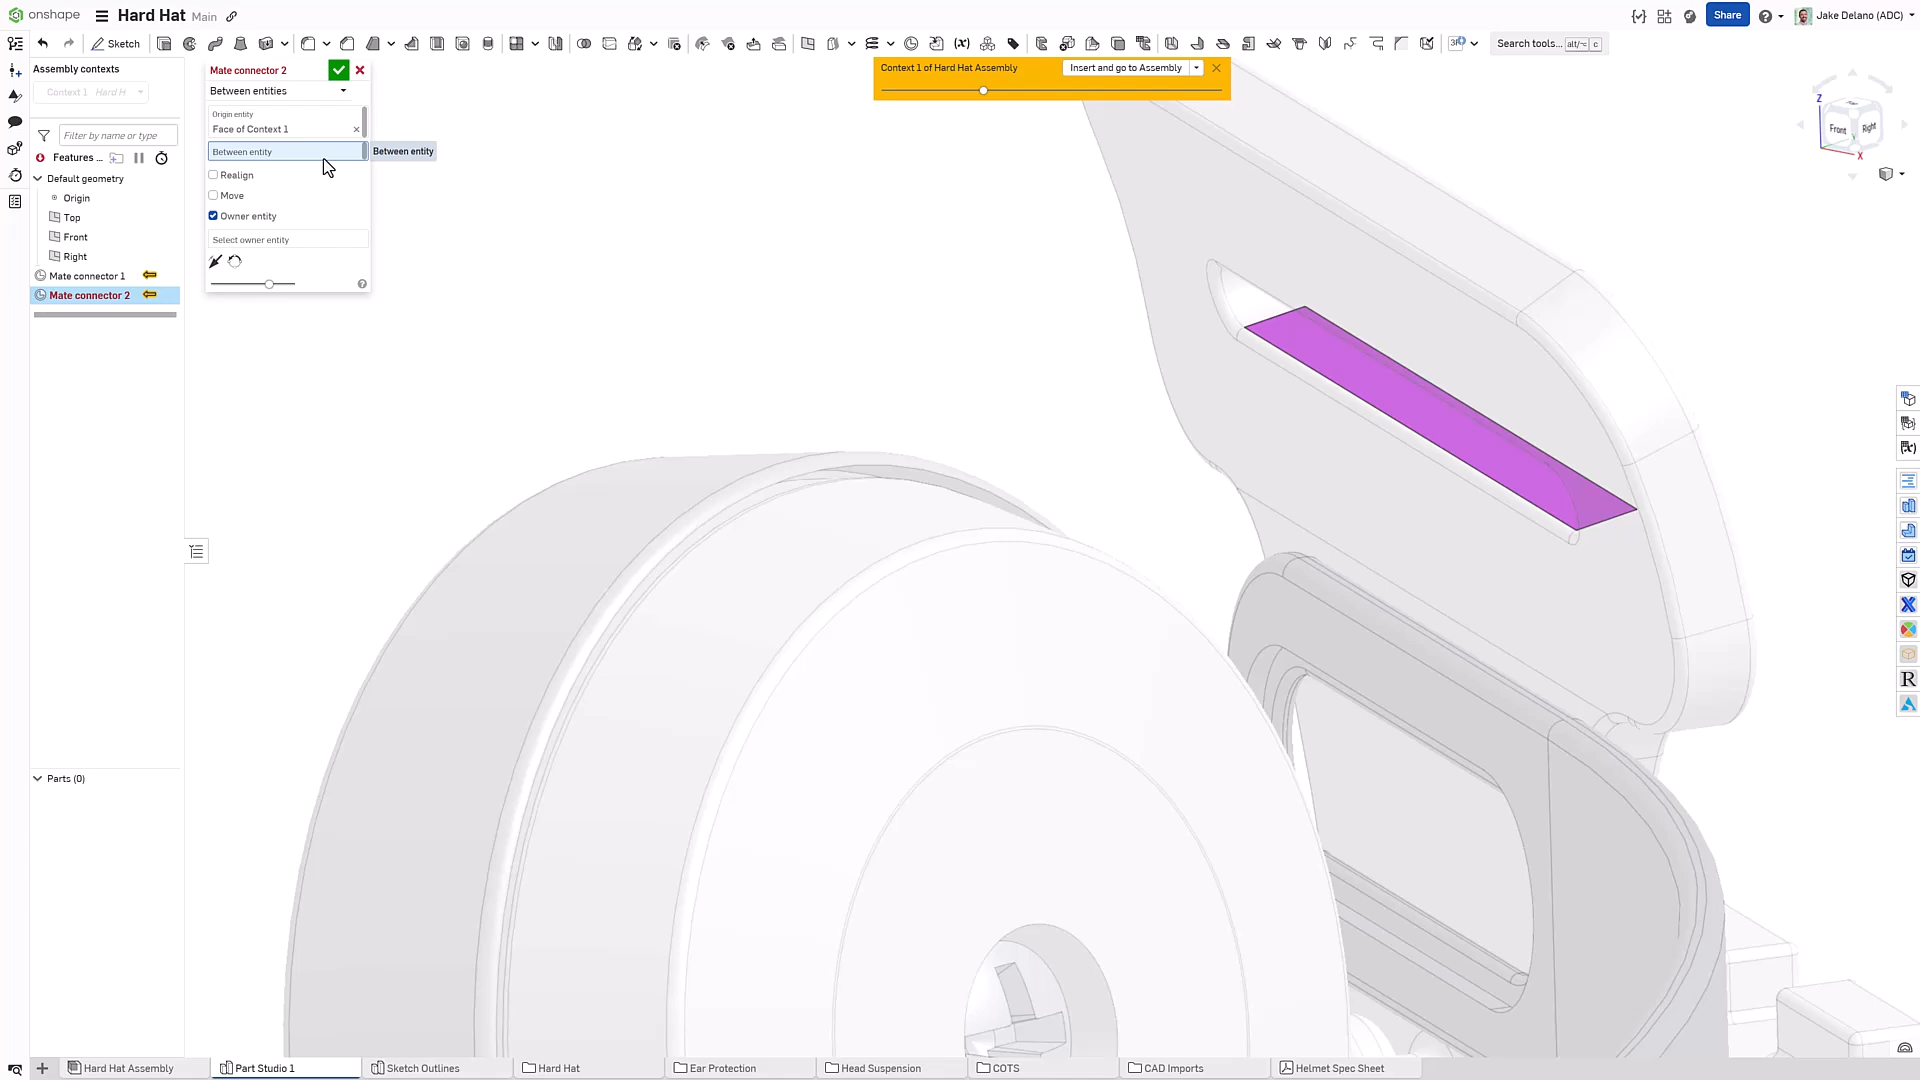 onshape
Hard Hat Main
Share
Jake Delano (ADC)
Sketch
Search tools... alt/⌥ c
Assembly contexts
Context 1 Hard H
Filter by name or type
Features ...
Default geometry
Origin
Top
Front
Right
Mate connector 1
Mate connector 2
Parts (0)
Mate connector 2
Between entities
Origin entity
Face of Context 1
Between entity
Between entity
Realign
Move
Owner entity
Select owner entity
Context 1 of Hard Hat Assembly
Insert and go to Assembly
Z
Front
Right
X
Hard Hat Assembly
Part Studio 1
Sketch Outlines
Hard Hat
Ear Protection
Head Suspension
COTS
CAD Imports
Helmet Spec Sheet